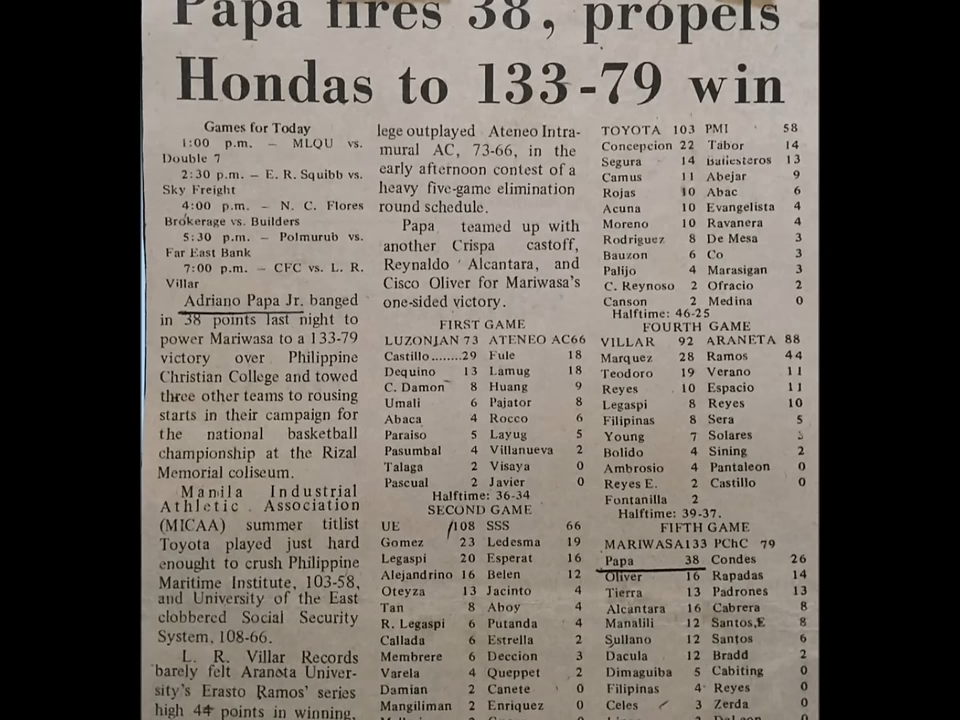 Papa fires 38, propels
Hondas to 133-79 win
Games for Today
1:00 p.m. — MLQU vs.
Double 7
2:30 p.m. — E. R. Squibb vs.
Sky Freight
4:00 p.m. — N. C. Flores
Brokerage vs. Builders
5:30 p.m. — Polmurub vs.
Far East Bank
7:00 p.m. — CFC vs. L. R.
Villar
Adriano Papa Jr. banged
in 38 points last night to
power Mariwasa to a 133-79
victory over Philippine
Christian College and towed
three other teams to rousing
starts in their campaign for
the national basketball
championship at the Rizal
Memorial coliseum.
Manila Industrial
Athletic Association
(MICAA) summer titlist
Toyota played just hard
enought to crush Philippine
Maritime Institute, 103-58,
and University of the East
clobbered Social Security
System, 108-66.
L. R. Villar Records
barely felt Araneta Univer-
sity's Erasto Ramos' series
high 44 points in winning,
lege outplayed Ateneo Intra-
mural AC, 73-66, in the
early afternoon contest of a
heavy five-game elimination
round schedule.
Papa teamed up with
another Crispa castoff,
Reynaldo Alcantara, and
Cisco Oliver for Mariwasa's
one-sided victory.
FIRST GAME
LUZONIAN 73 ATENEO AC66
Castillo........29 Fule 18
Dequino 13 Lamug 18
C. Damon 8 Huang 9
Umali 6 Pajator 8
Abaca 4 Rocco 6
Paraiso 5 Layug 5
Pasumbal 4 Villanueva 2
Talaga 2 Visaya 0
Pascual 2 Javier 0
Halftime: 36-34
SECOND GAME
UE 108 SSS 66
Gomez 23 Ledesma 19
Legaspi 20 Esperat 16
Alejandrino 16 Belen 12
Oteyza 13 Jacinto 4
Tan 8 Aboy 4
R. Legaspi 6 Putanda 4
Callada 6 Estrella 2
Membrere 6 Deccion 3
Varela 4 Queppet 2
Damian 2 Canete 0
Mangiliman 2 Enriquez 0
TOYOTA 103 PMI 58
Concepcion 22 Tabor 14
Segura 14 Ballesteros 13
Camus 11 Abejar 9
Rojas 10 Abac 6
Acuna 10 Evangelista 4
Moreno 10 Ravanera 4
Rodriguez 8 De Mesa 3
Bauzon 6 Co 3
Palijo 4 Marasigan 3
C. Reynoso 2 Ofracio 2
Canson 2 Medina 0
Halftime: 46-25
FOURTH GAME
VILLAR 92 ARANETA 88
Marquez 28 Ramos 44
Teodoro 19 Verano 11
Reyes 10 Espacio 11
Legaspi 8 Reyes 10
Filipinas 8 Sera 5
Young 7 Solares
Bolido 4 Sining 2
Ambrosio 4 Pantaleon 0
Reyes E. 2 Castillo 0
Fontanilla 2
Halftime: 39-37.
FIFTH GAME
MARIWASA133 PChC 79
Papa 38 Condes 26
Oliver 16 Rapadas 14
Tierra 13 Padrones 13
Alcantara 16 Cabrera 8
Manalili 12 Santos,E 8
Sullano 12 Santos 6
Dacula 12 Bradd 2
Dimaguiba 5 Cabiting 0
Filipinas 4 Reyes 0
Celes 3 Zerda 0